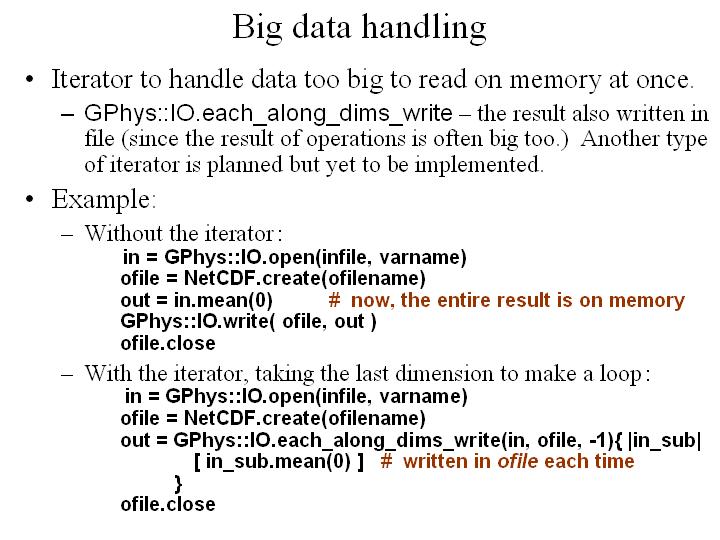 Big data handling
• Iterator to handle data too big to read on memory at once.
– GPhys::IO.each_along_dims_write – the result also written in
file (since the result of operations is often big too.) Another type
of iterator is planned but yet to be implemented.
• Example:
– Without the iterator:
in = GPhys::IO.open(infile, varname)
ofile = NetCDF.create(ofilename)
out = in.mean(0) # now, the entire result is on memory
GPhys::IO.write( ofile, out )
ofile.close
– With the iterator, taking the last dimension to make a loop:
in = GPhys::IO.open(infile, varname)
ofile = NetCDF.create(ofilename)
out = GPhys::IO.each_along_dims_write(in, ofile, -1){ |in_sub|
[ in_sub.mean(0) ] # written in ofile each time
}
ofile.close